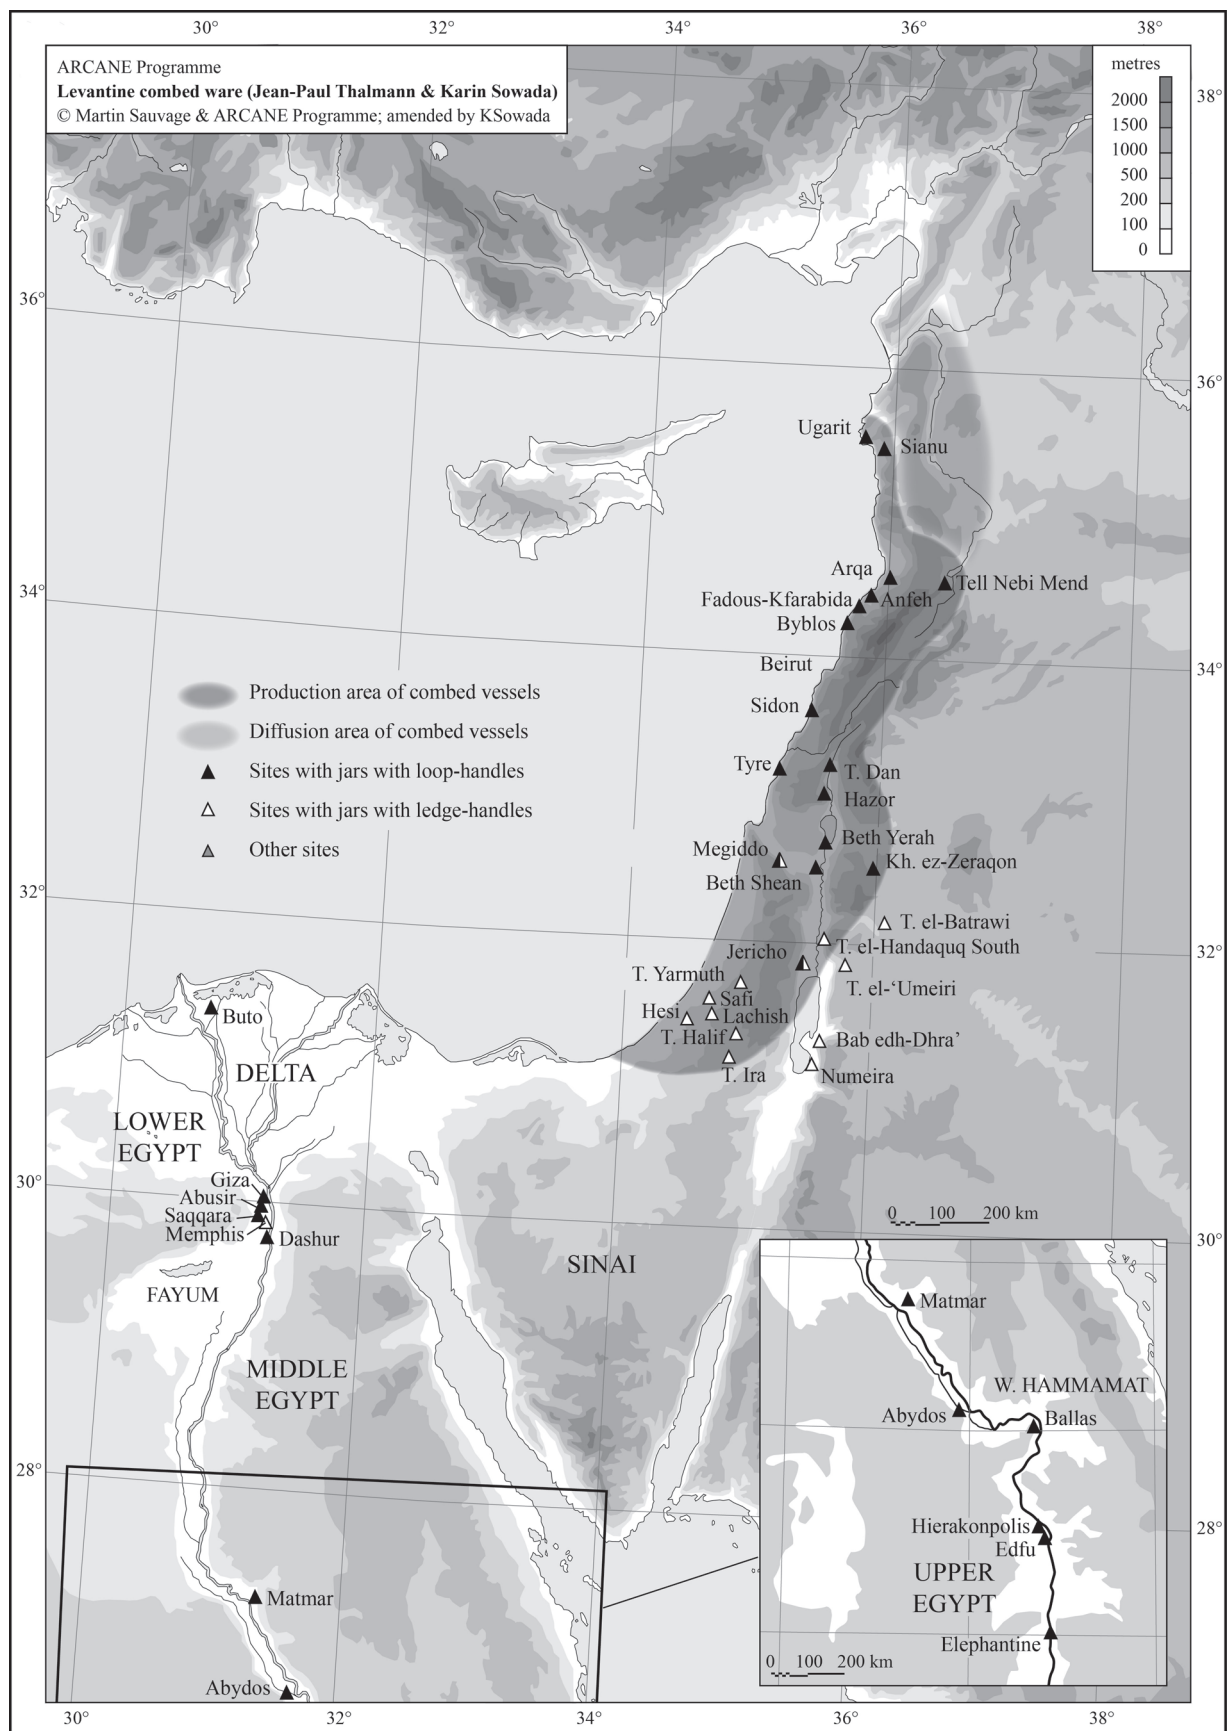 30°
32°
34°
36°
38°
ARCANE Programme
Levantine combed ware (Jean-Paul Thalmann & Karin Sowada)
© Martin Sauvage & ARCANE Programme; amended by KSowada
metres
2000
1500
1000
500
200
100
0
38°
36°
36°
Ugarit
Sianu
Arqa
Tell Nebi Mend
34°
Fadous-Kfarabida
Anfeh
Byblos
Beirut
34°
Production area of combed vessels
Sidon
Diffusion area of combed vessels
Sites with jars with loop-handles
Tyre
T. Dan
Hazor
Sites with jars with ledge-handles
Other sites
Megiddo
Beth Yerah
Kh. ez-Zeraqon
32°
Beth Shean
T. el-Batrawi
Jericho
T. el-Handaquq South
32°
T. Yarmuth
T. el-‘Umeiri
Safi
Hesi
Lachish
Buto
T. Halif
Bab edh-Dhra’
DELTA
T. Ira
Numeira
LOWER
EGYPT
30°
Giza
Abusir
Saqqara
Memphis
Dashur
0 100 200 km
30°
SINAI
FAYUM
MIDDLE
EGYPT
Matmar
W. HAMMAMAT
Abydos
Ballas
28°
Hierakonpolis
Edfu
28°
UPPER
EGYPT
Matmar
Elephantine
0 100 200 km
Abydos
30°
32°
34°
36°
38°